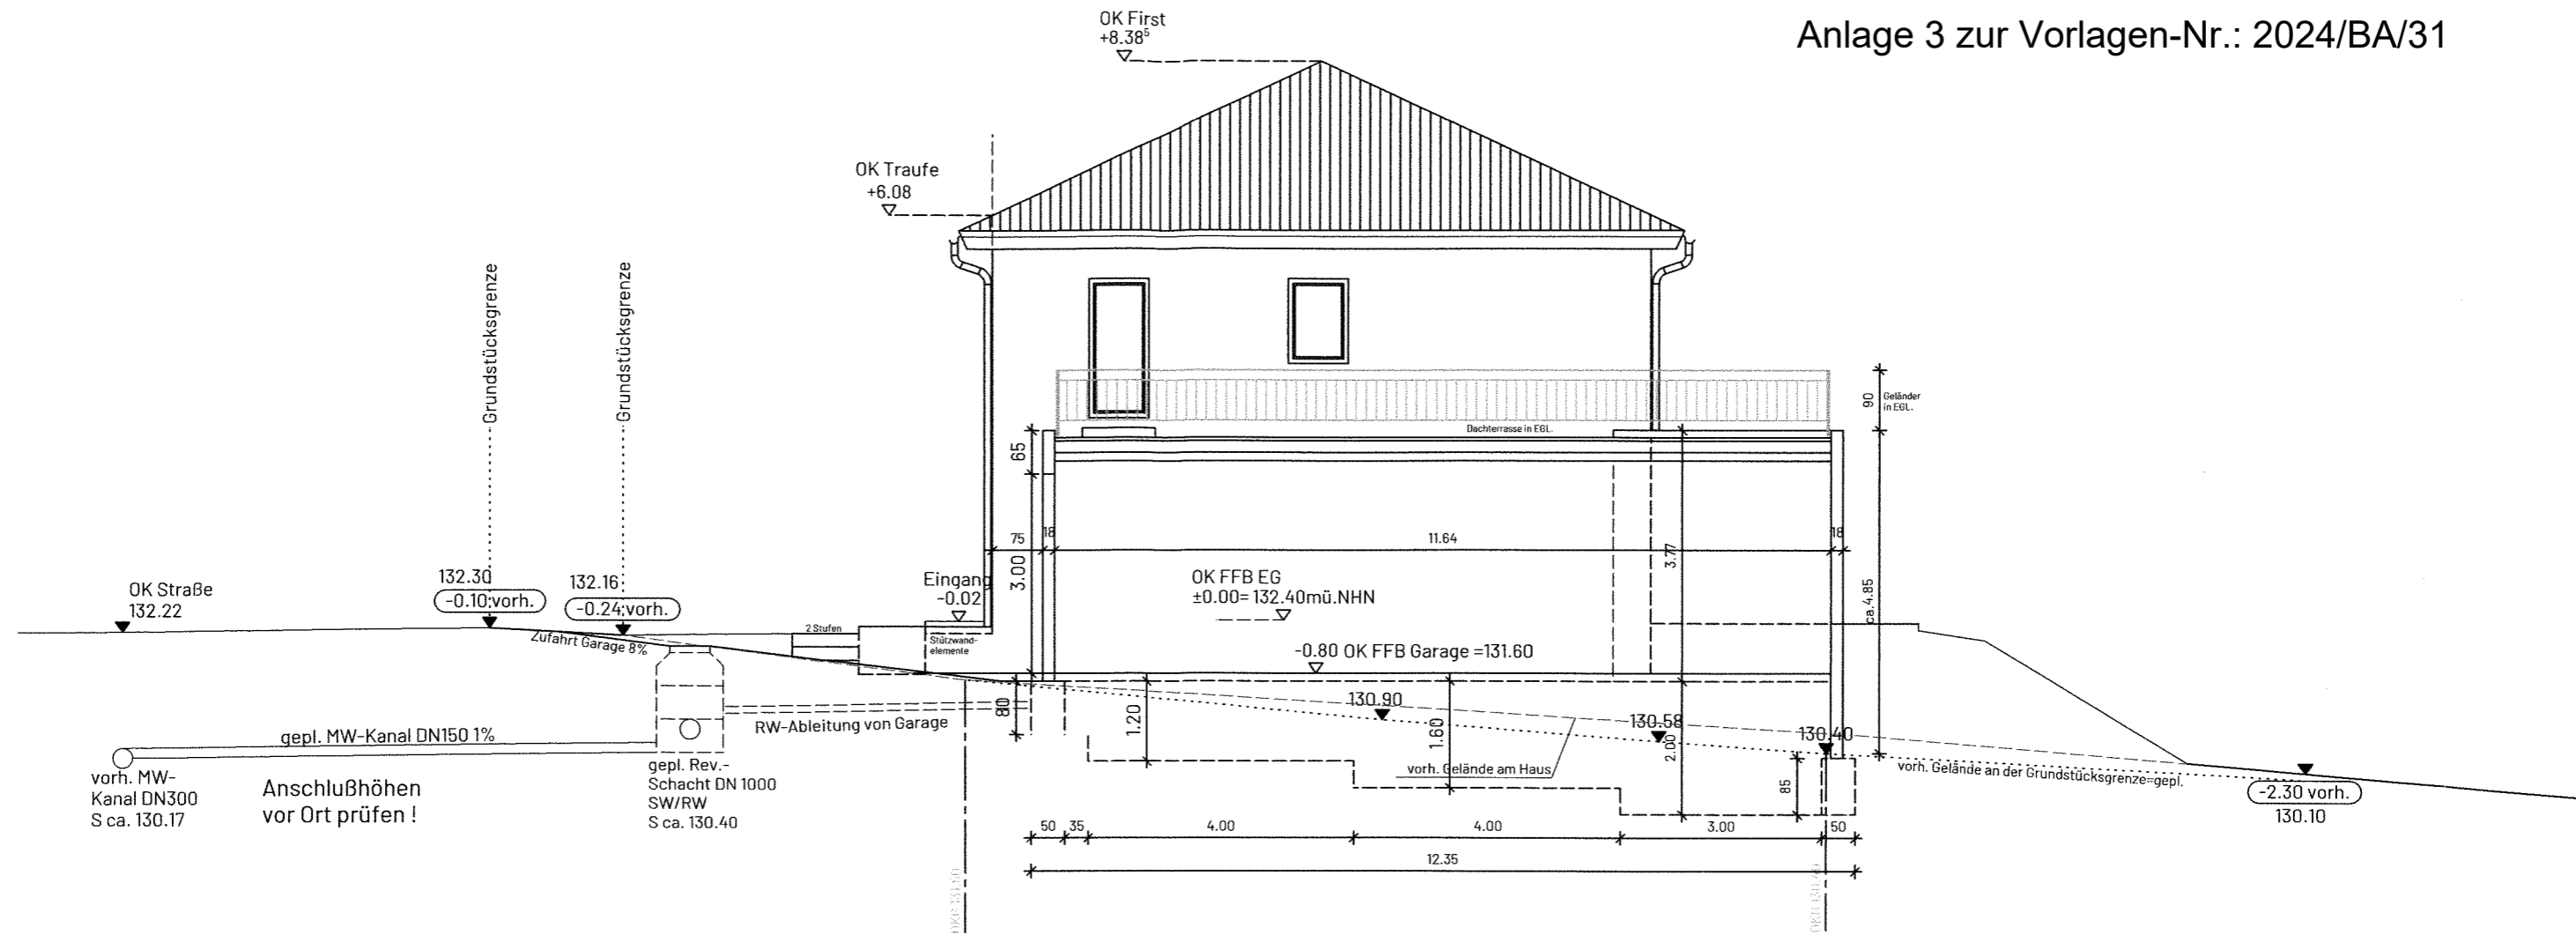 Anlage 3 zur Vorlagen-Nr.: 2024/BA/31
OK First
+8.38⁵
OK Traufe
+6.08
Grundstücksgrenze
Grundstücksgrenze
90
Geländer
in EGL.
Dachterrasse in EGL.
65
75
18
11.64
18
3.00
3.77
ca.4.85
OK Straße
132.22
132.30
-0.10 vorh.
132.16
-0.24 vorh.
Zufahrt Garage 8%
2 Stufen
Eingang
-0.02
Stützwand-
elemente
OK FFB EG
±0.00= 132.40mü.NHN
-0.80 OK FFB Garage =131.60
80
1.20
130.90
1.60
130.58
2.00
130.40
85
vorh. Gelände am Haus
vorh. Gelände an der Grundstücksgrenze=gepl.
-2.30 vorh.
130.10
RW-Ableitung von Garage
gepl. MW-Kanal DN150 1%
vorh. MW-
Kanal DN300
S ca. 130.17
Anschlußhöhen
vor Ort prüfen !
gepl. Rev.-
Schacht DN 1000
SW/RW
S ca. 130.40
50
35
4.00
4.00
3.00
50
12.35